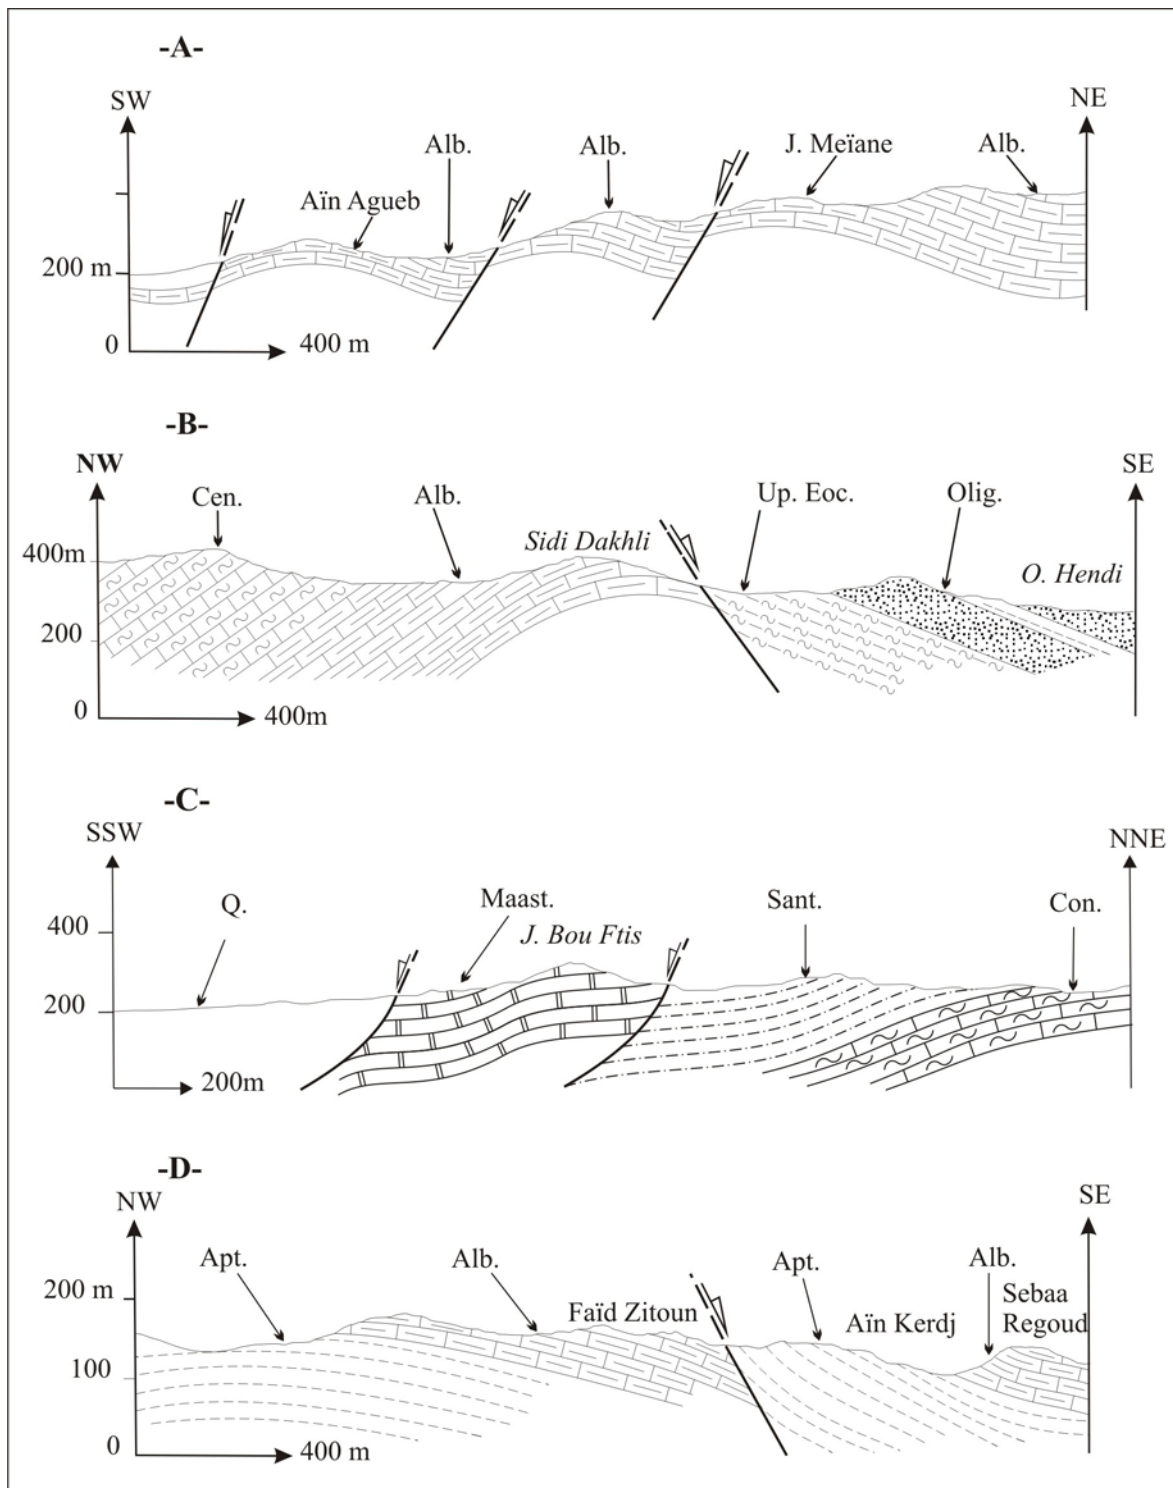 -A-
SW
NE
Alb.
Alb.
J. Meïane
Alb.
Aïn Agueb
200 m
0
400 m
-B-
NW
SE
Cen.
Alb.
Up. Eoc.
Olig.
Sidi Dakhli
400m
O. Hendi
200
0
400m
-C-
SSW
NNE
Q.
Maast.
Sant.
Con.
J. Bou Ftis
400
200
200m
-D-
NW
SE
Apt.
Alb.
Apt.
Alb.
200 m
Faïd Zitoun
Aïn Kerdj
Sebaa
Regoud
100
0
400 m